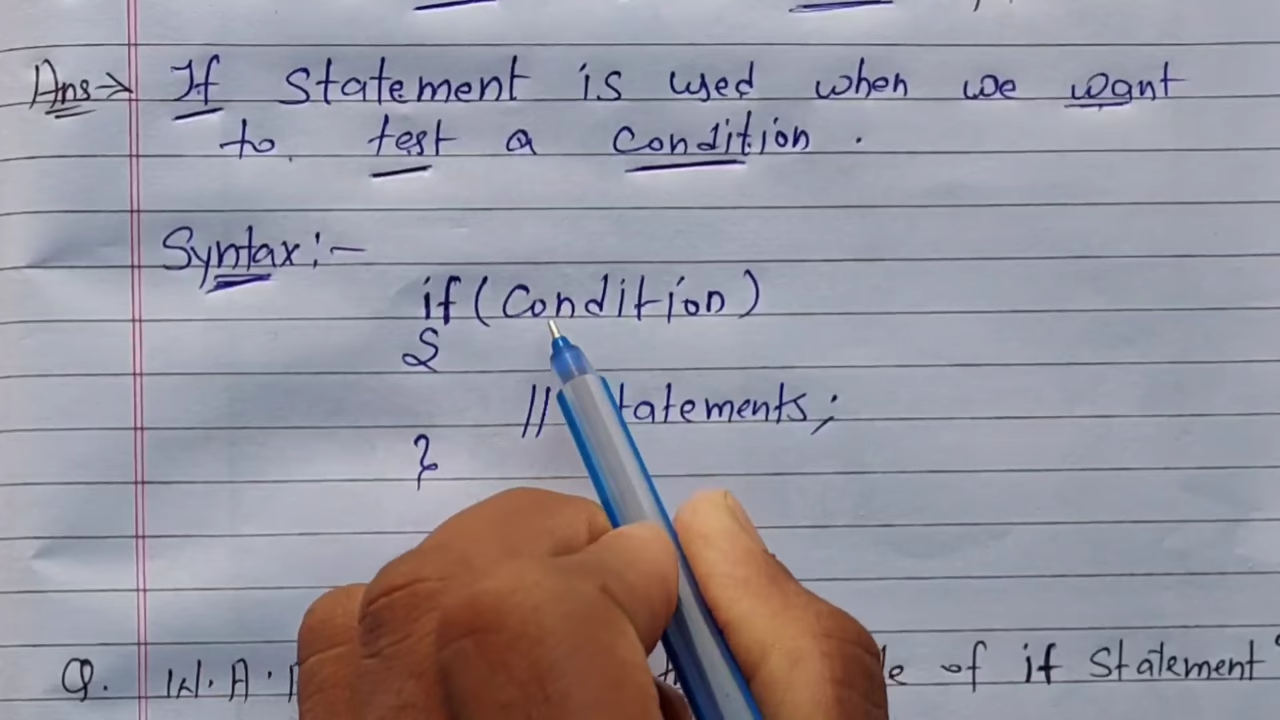 Ans→ If Statement is used when we want
to test a condition.
Syntax:-
if(Condition)
{
// Statements;
}
Q. W.A. of if Statement